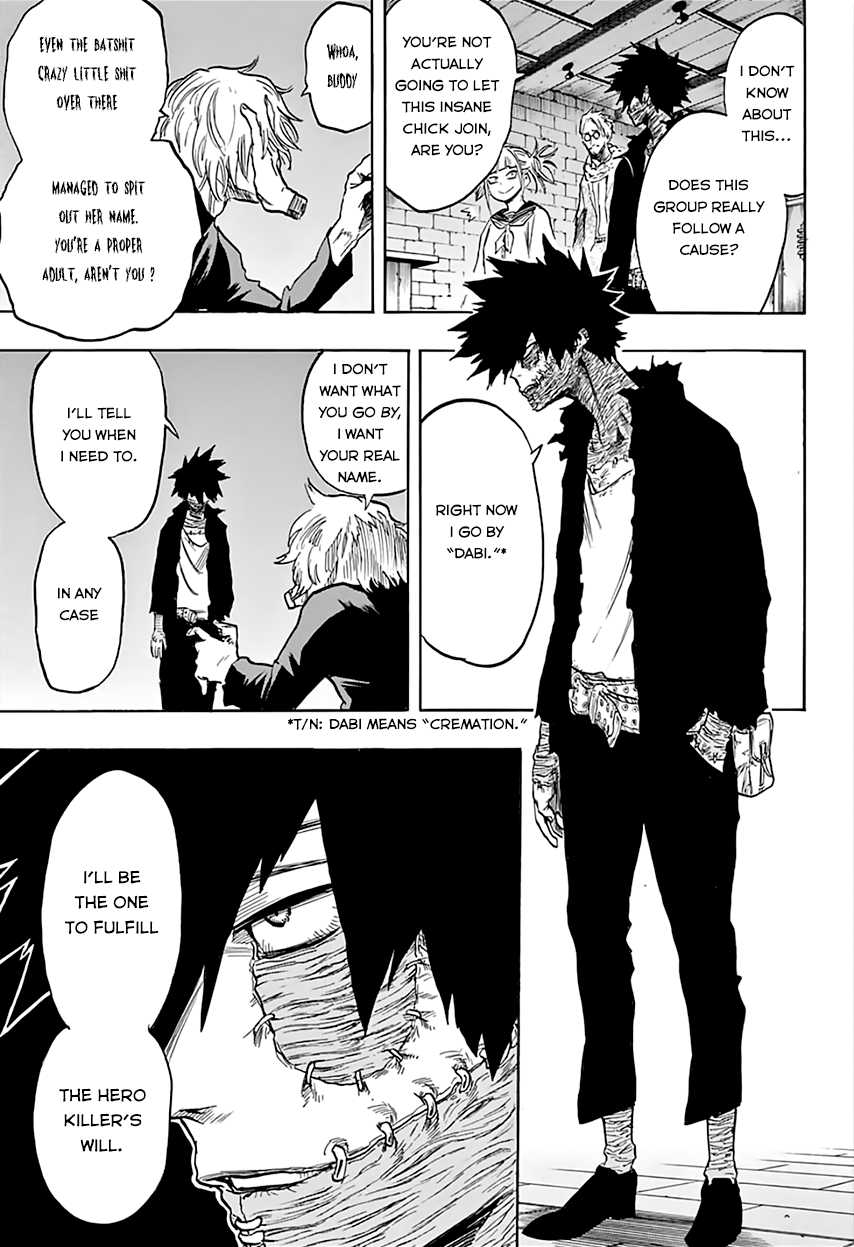 I DON'T
KNOW
ABOUT
THIS...
DOES THIS
GROUP REALLY
FOLLOW A
CAUSE?
YOU'RE NOT
ACTUALLY
GOING TO LET
THIS INSANE
CHICK JOIN,
ARE YOU?
WHOA,
BUDDY
EVEN THE BATSHIT
CRAZY LITTLE SHIT
OVER THERE
MANAGED TO SPIT
OUT HER NAME.
YOU'RE A PROPER
ADULT, AREN'T YOU ?
RIGHT NOW
I GO BY
"DABI."*
I DON'T
WANT WHAT
YOU GO BY,
I WANT
YOUR REAL
NAME.
I'LL TELL
YOU WHEN
I NEED TO.
IN ANY
CASE
*T/N: DABI MEANS "CREMATION."
I'LL BE
THE ONE
TO FULFILL
THE HERO
KILLER'S
WILL.